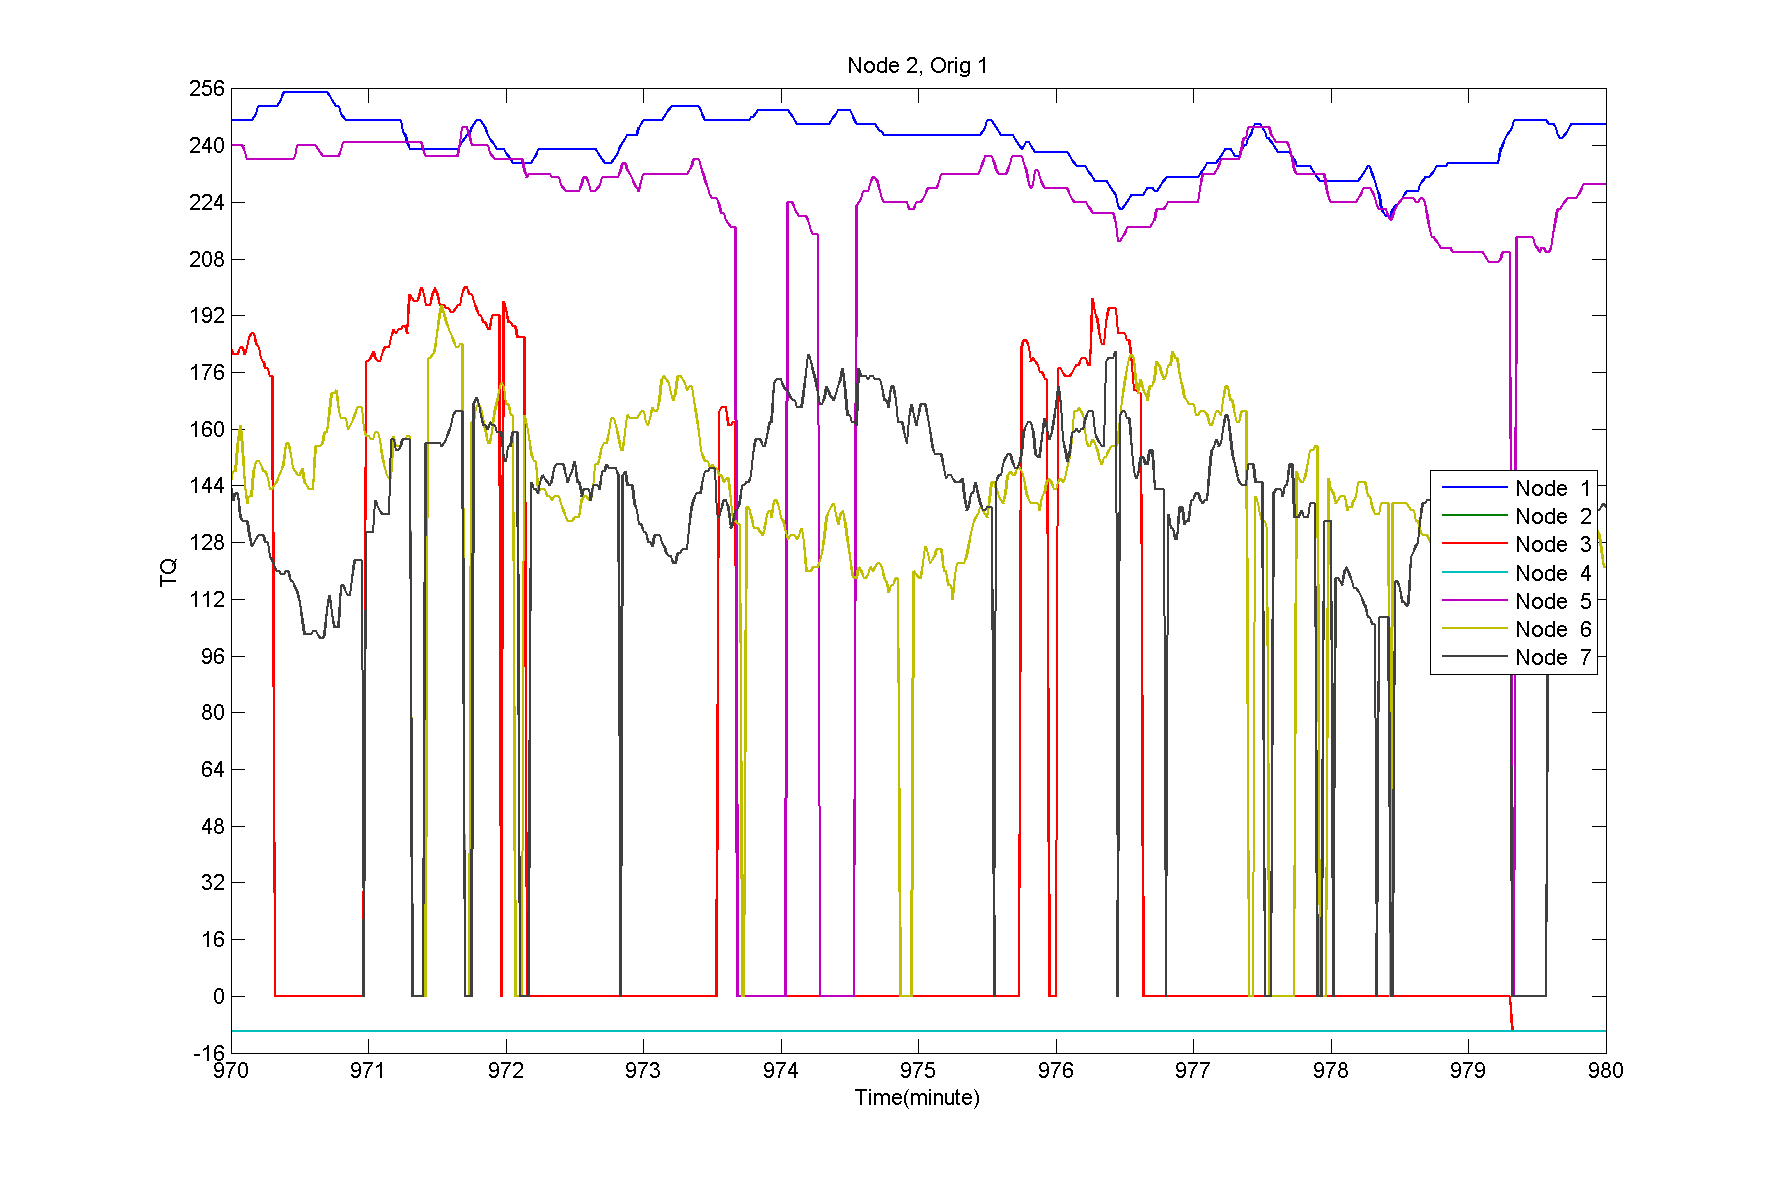 Node 2, Orig 1
256
240
224
208
192
176
160
144
128
112
96
80
64
48
32
16
0
-16
TQ
Node 1
Node 2
Node 3
Node 4
Node 5
Node 6
Node 7
970 971 972 973 974 975 976 977 978 979 980
Time(minute)